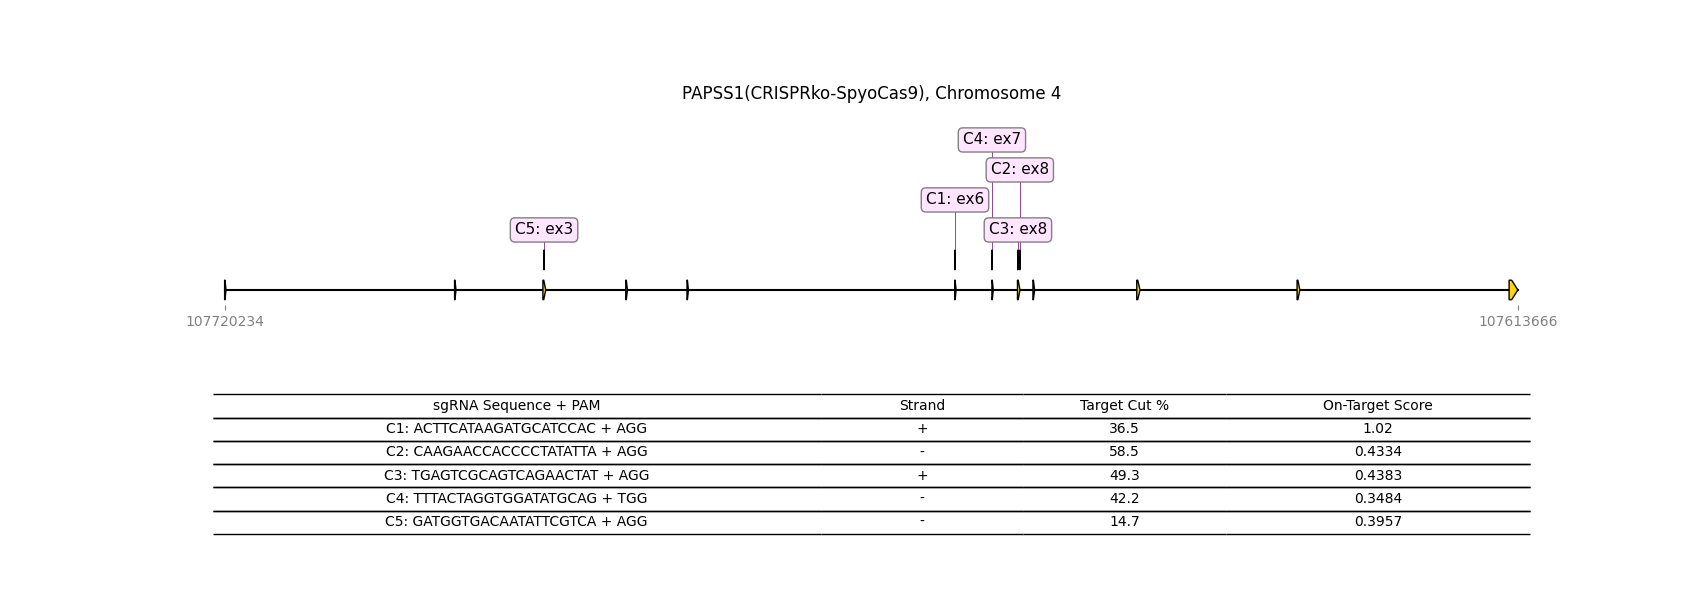 PAPSS1(CRISPRko-SpyoCas9), Chromosome 4
C4: ex7
C2: ex8
C1: ex6
C5: ex3
C3: ex8
107720234
107613666
sgRNA Sequence + PAM Strand Target Cut % On-Target Score
C1: ACTTCATAAGATGCATCCAC + AGG + 36.5 1.02
C2: CAAGAACCACCCCTATATTA + AGG - 58.5 0.4334
C3: TGAGTCGCAGTCAGAACTAT + AGG + 49.3 0.4383
C4: TTTACTAGGTGGATATGCAG + TGG - 42.2 0.3484
C5: GATGGTGACAATATTCGTCA + AGG - 14.7 0.3957